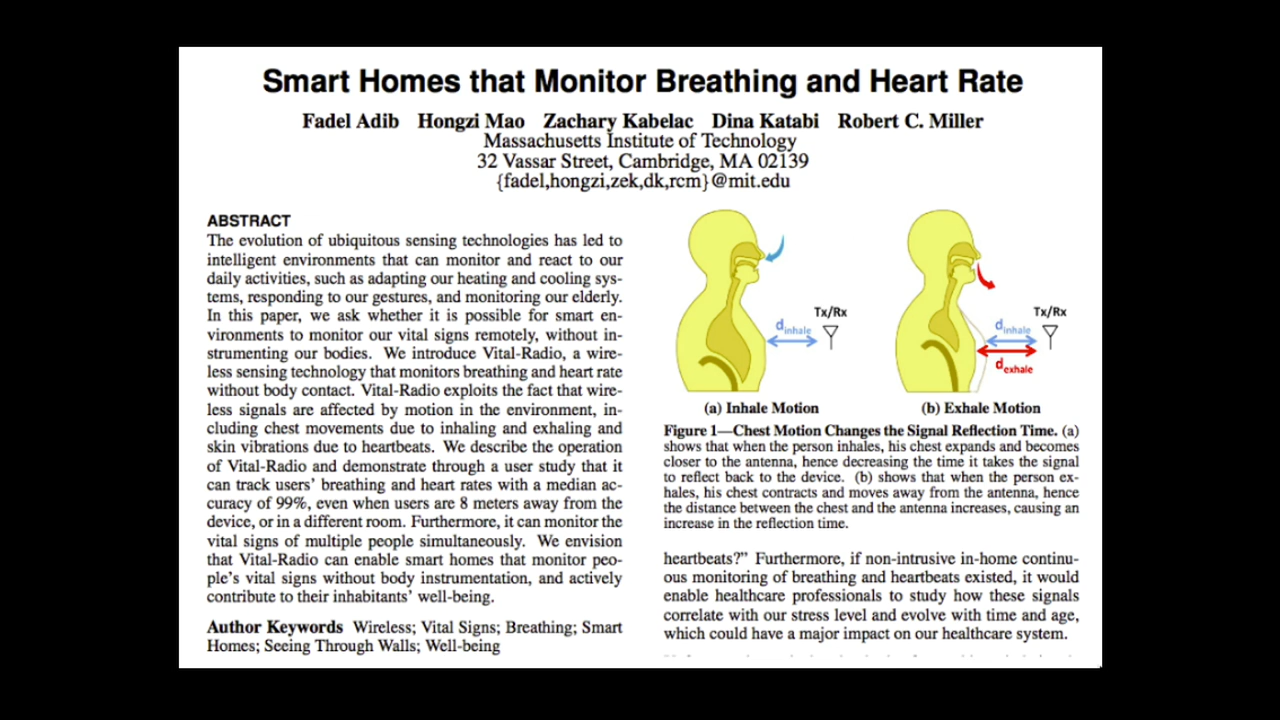 Smart Homes that Monitor Breathing and Heart Rate
Fadel Adib Hongzi Mao Zachary Kabelac Dina Katabi Robert C. Miller
Massachusetts Institute of Technology
32 Vassar Street, Cambridge, MA 02139
{fadel,hongzi,zek,dk,rcm}@mit.edu
ABSTRACT
The evolution of ubiquitous sensing technologies has led to
intelligent environments that can monitor and react to our
daily activities, such as adapting our heating and cooling sys-
tems, responding to our gestures, and monitoring our elderly.
In this paper, we ask whether it is possible for smart en-
vironments to monitor our vital signs remotely, without in-
strumenting our bodies. We introduce Vital-Radio, a wire-
less sensing technology that monitors breathing and heart rate
without body contact. Vital-Radio exploits the fact that wire-
less signals are affected by motion in the environment, in-
cluding chest movements due to inhaling and exhaling and
skin vibrations due to heartbeats. We describe the operation
of Vital-Radio and demonstrate through a user study that it
can track users' breathing and heart rates with a median ac-
curacy of 99%, even when users are 8 meters away from the
device, or in a different room. Furthermore, it can monitor the
vital signs of multiple people simultaneously. We envision
that Vital-Radio can enable smart homes that monitor peo-
ple's vital signs without body instrumentation, and actively
contribute to their inhabitants' well-being.
Author Keywords Wireless; Vital Signs; Breathing; Smart
Homes; Seeing Through Walls; Well-being
Tx/Rx
d inhale
(a) Inhale Motion
Tx/Rx
d inhale
d exhale
(b) Exhale Motion
Figure 1—Chest Motion Changes the Signal Reflection Time. (a)
shows that when the person inhales, his chest expands and becomes
closer to the antenna, hence decreasing the time it takes the signal
to reflect back to the device. (b) shows that when the person ex-
hales, his chest contracts and moves away from the antenna, hence
the distance between the chest and the antenna increases, causing an
increase in the reflection time.
heartbeats?" Furthermore, if non-intrusive in-home continu-
ous monitoring of breathing and heartbeats existed, it would
enable healthcare professionals to study how these signals
correlate with our stress level and evolve with time and age,
which could have a major impact on our healthcare system.